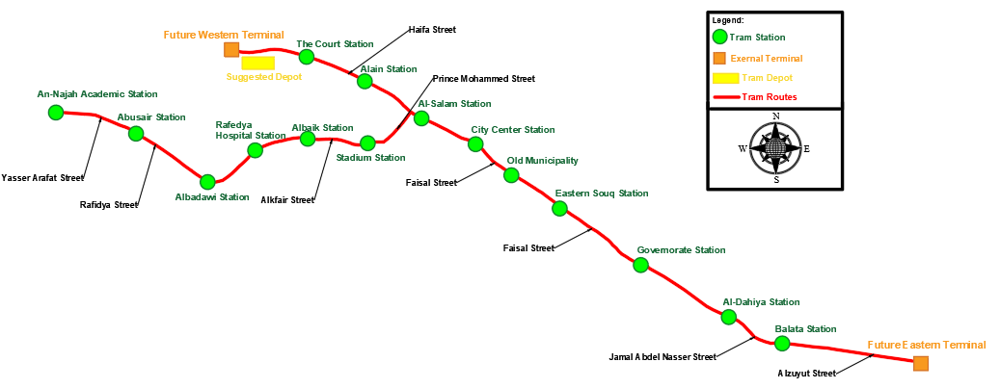 Legend:
Tram Station
Exernal Terminal
Tram Depot
Tram Routes
N
W
E
S
Future Western Terminal
Suggested Depot
The Court Station
Haifa Street
Alain Station
Prince Mohammed Street
An-Najah Academic Station
Abusair Station
Rafedya
Hospital Station
Albaik Station
Al-Salam Station
City Center Station
Stadium Station
Old Municipality
Yasser Arafat Street
Rafidya Street
Albadawi Station
Alkfair Street
Faisal Street
Eastern Souq Station
Faisal Street
Governorate Station
Al-Dahiya Station
Balata Station
Future Eastern Terminal
Jamal Abdel Nasser Street
Alzuyut Street